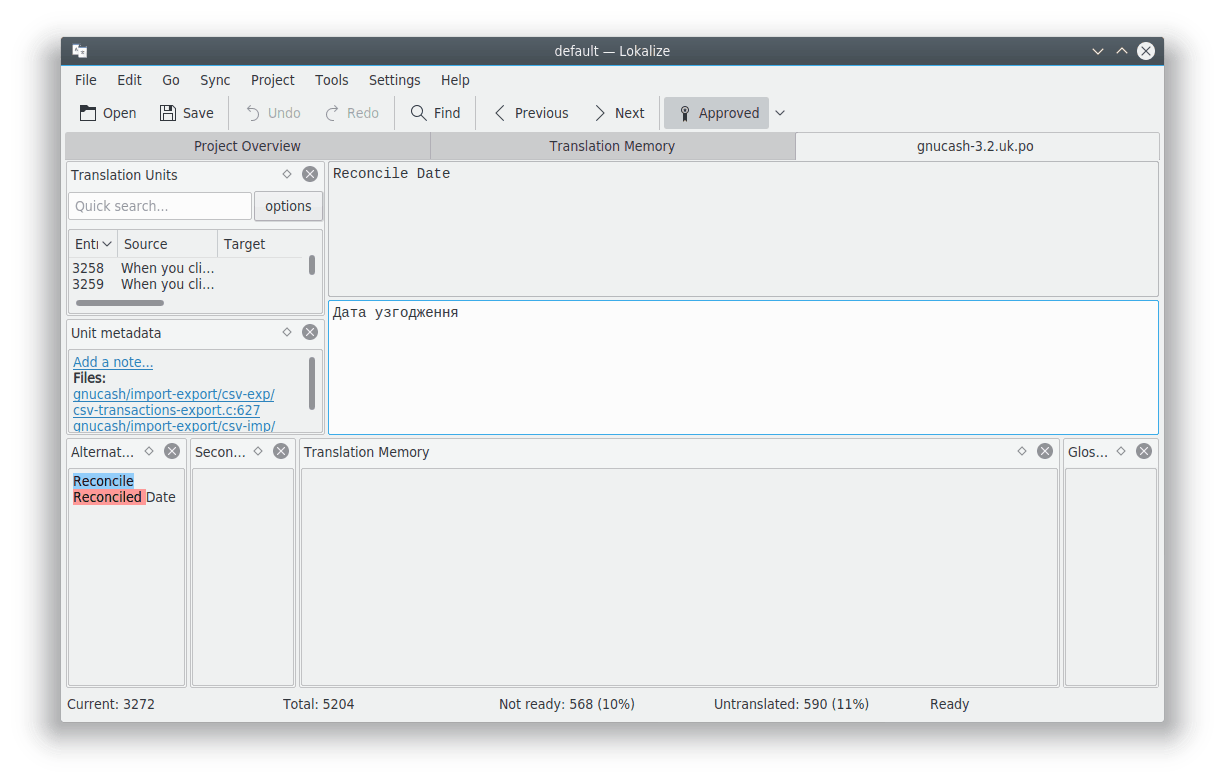 default — Lokalize
File Edit Go Sync Project Tools Settings Help
Open Save Undo Redo Find Previous Next Approved
Project Overview Translation Memory gnucash-3.2.uk.po
Translation Units
Quick search... options
Entr Source Target
3258 When you cli...
3259 When you cli...
Unit metadata
Add a note...
Files:
gnucash/import-export/csv-exp/
csv-transactions-export.c:627
gnucash/import-export/csv-imp/
Reconcile Date
Дата узгодження
Alternat... Secon... Translation Memory Glos...
Reconcile
Reconciled Date
Current: 3272 Total: 5204 Not ready: 568 (10%) Untranslated: 590 (11%) Ready